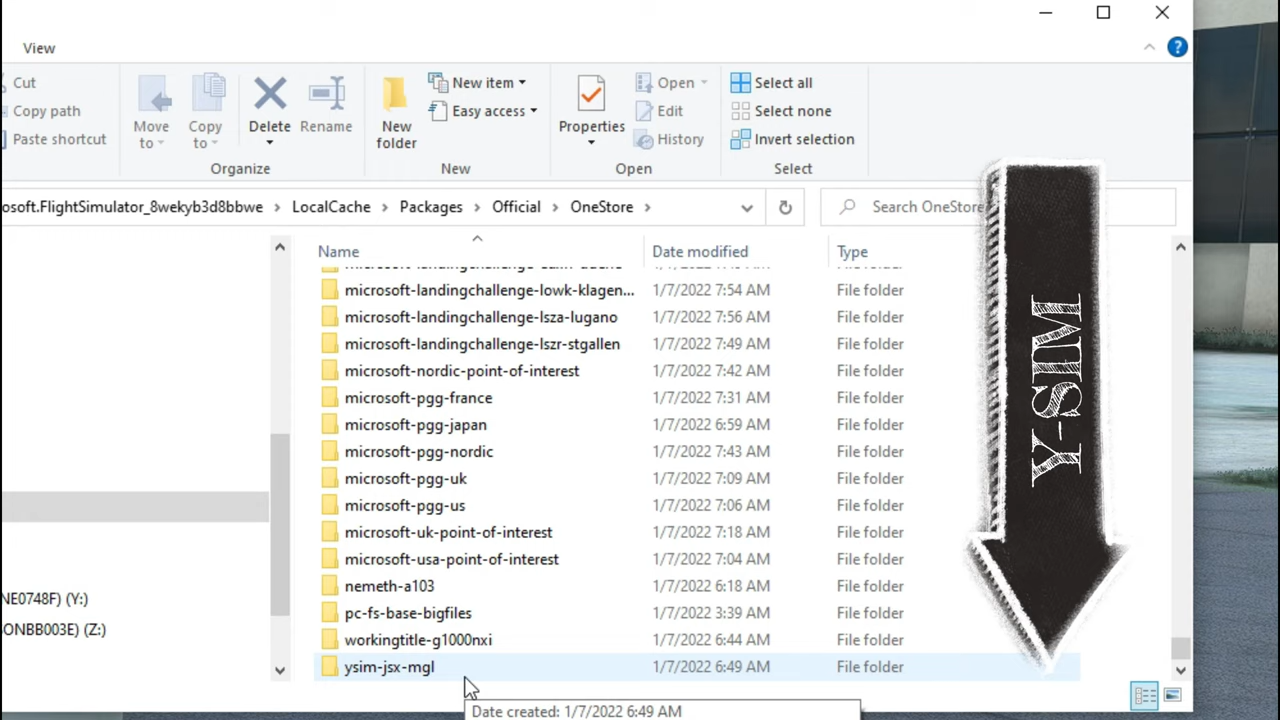 View
?
Cut
Copy path
Paste shortcut
Move to
Copy to
Delete
Rename
Organize
New folder
New item
Easy access
New
Properties
Open
Edit
History
Open
Select all
Select none
Invert selection
Select
osoft.FlightSimulator_8wekyb3d8bbwe > LocalCache > Packages > Official > OneStore >
Search OneStore
Name Date modified Type
microsoft-landingchallenge-lowk-klagen... 1/7/2022 7:54 AM File folder
microsoft-landingchallenge-lsza-lugano 1/7/2022 7:56 AM File folder
microsoft-landingchallenge-lszr-stgallen 1/7/2022 7:49 AM File folder
microsoft-nordic-point-of-interest 1/7/2022 7:42 AM File folder
microsoft-pgg-france 1/7/2022 7:31 AM File folder
microsoft-pgg-japan 1/7/2022 6:59 AM File folder
microsoft-pgg-nordic 1/7/2022 7:43 AM File folder
microsoft-pgg-uk 1/7/2022 7:09 AM File folder
microsoft-pgg-us 1/7/2022 7:06 AM File folder
microsoft-uk-point-of-interest 1/7/2022 7:18 AM File folder
microsoft-usa-point-of-interest 1/7/2022 7:04 AM File folder
nemeth-a103 1/7/2022 6:18 AM File folder
pc-fs-base-bigfiles 1/7/2022 3:39 AM File folder
workingtitle-g1000nxi 1/7/2022 6:44 AM File folder
ysim-jsx-mgl 1/7/2022 6:49 AM File folder
Date created: 1/7/2022 6:49 AM
NE0748F) (Y:)
ONBB003E) (Z:)
Y-SIM